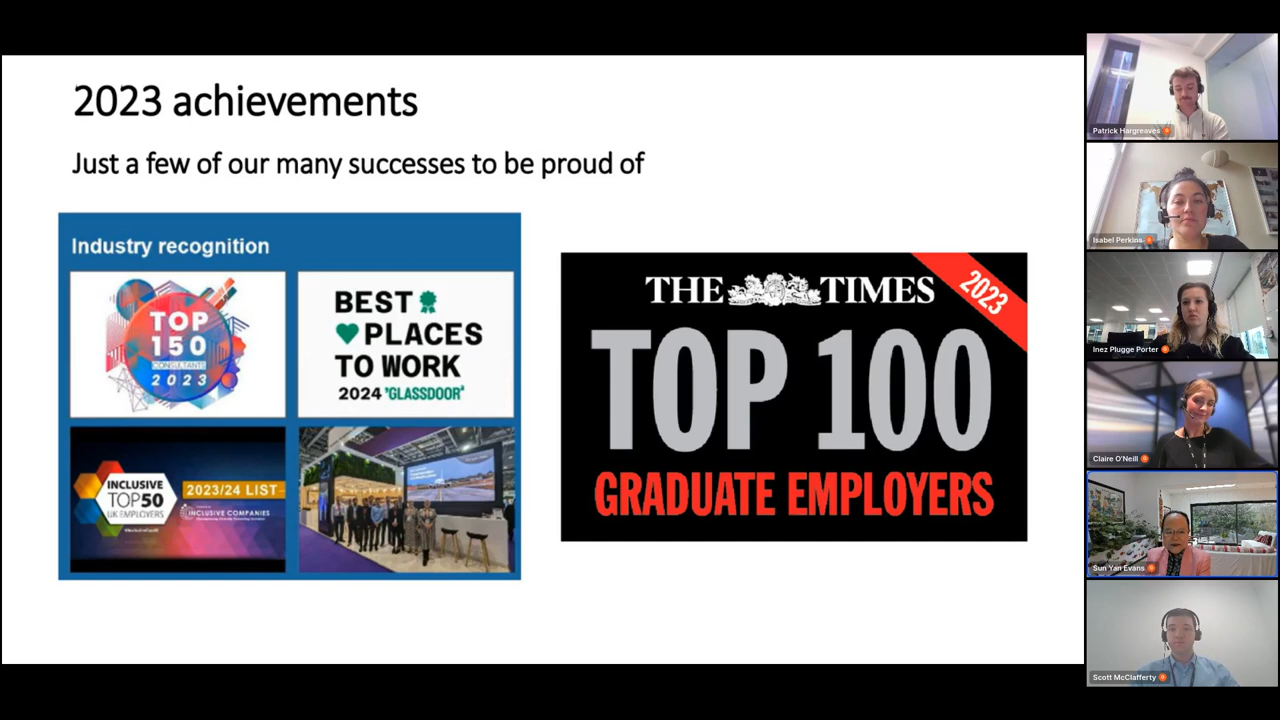 2023 achievements
Just a few of our many successes to be proud of
Industry recognition
TOP
150
CONSULTANTS
2023
BEST
PLACES
TO WORK
2024 'GLASSDOOR'
INCLUSIVE
TOP50
UK EMPLOYERS
2023/24 LIST
INCLUSIVE COMPANIES
THE TIMES
2023
TOP 100
GRADUATE EMPLOYERS
Patrick Hargreaves
Isabel Perkins
Inez Plugge Porter
Claire O'Neill
Sun Yan Evans
Scott McClafferty